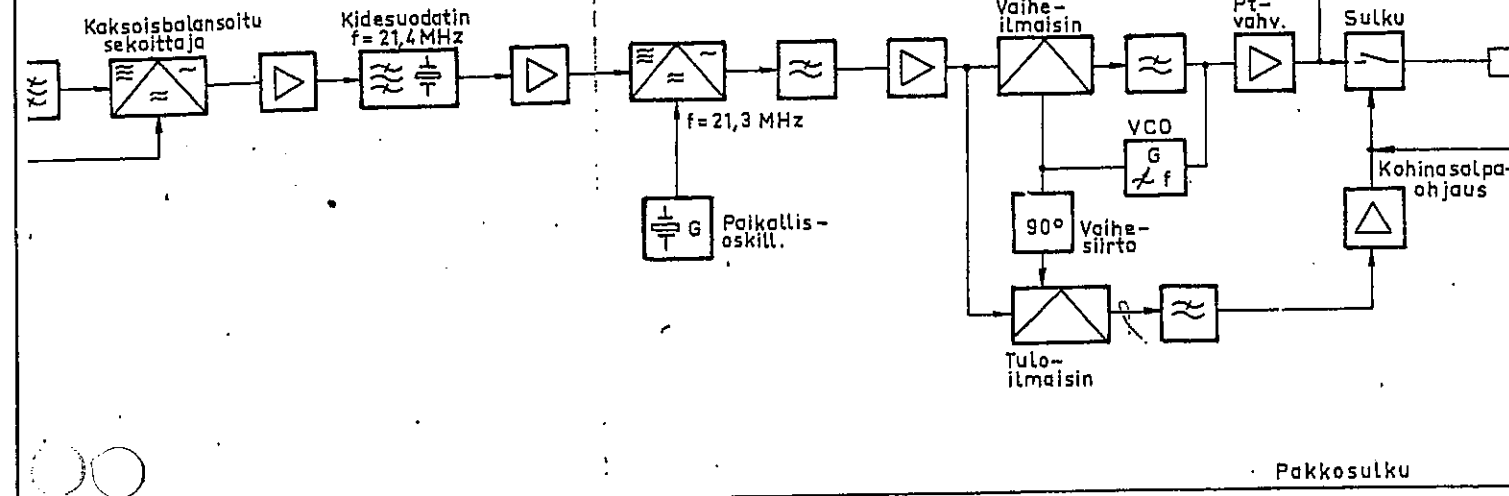 Kaksoisbalansoitu
sekoittaja
Kidesuodatin
f= 21,4 MHz
f= 21,3 MHz
G
Paikallis-
oskill.
Vaihe-
ilmaisin
VCO
G
f
90°
Vaihe-
siirto
Tulo-
ilmaisin
Pt-
vahv.
Sulku
Kohinasalpa-
ohjaus
Pakkosulku